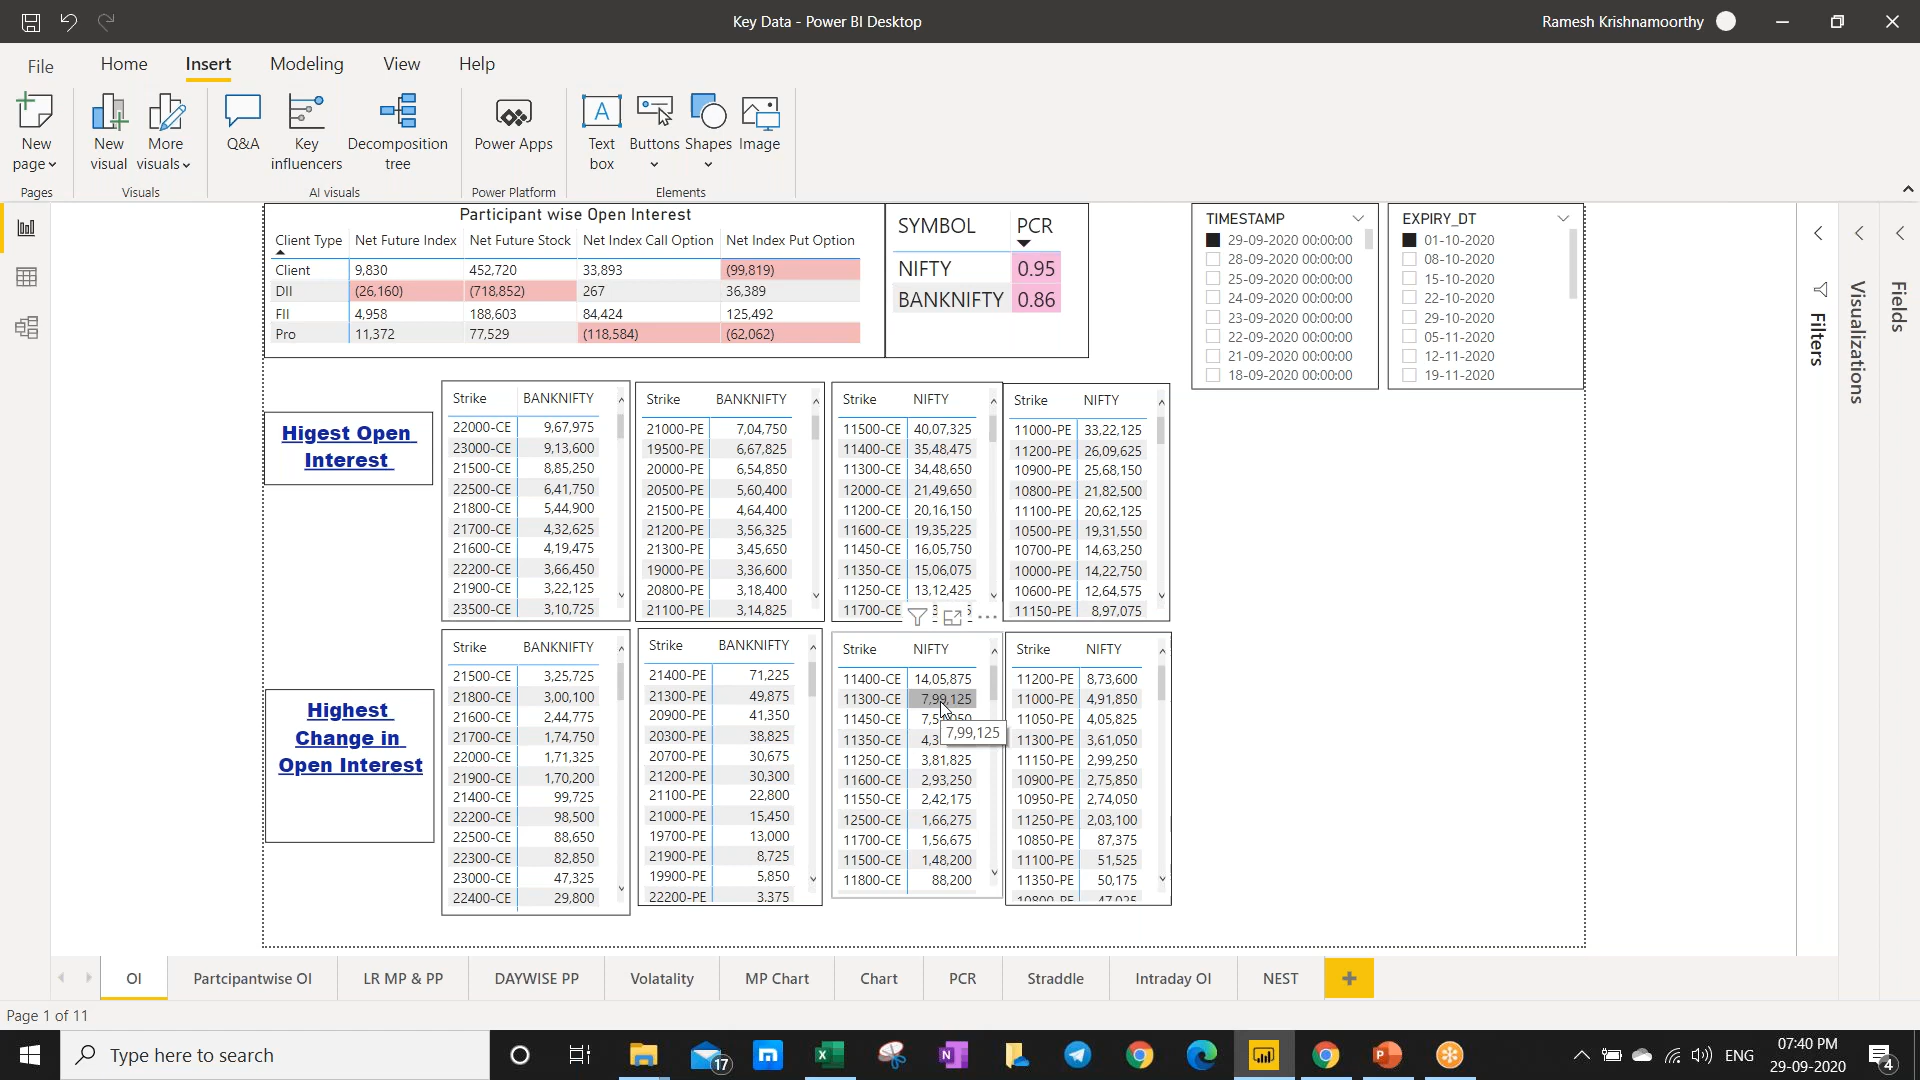 Key Data - Power BI Desktop
Ramesh Krishnamoorthy
File Home Insert Modeling View Help
New page
New visual
More visuals
Q&A
Key influencers
Decomposition tree
Power Apps
Text box
Buttons
Shapes
Image
Pages
Visuals
AI visuals
Power Platform
Elements
Participant wise Open Interest
Client Type Net Future Index Net Future Stock Net Index Call Option Net Index Put Option
Client 9,830 452,720 33,893 (99,819)
DII (26,160) (718,852) 267 36,389
FII 4,958 188,603 84,424 125,492
Pro 11,372 77,529 (118,584) (62,062)
SYMBOL PCR
NIFTY 0.95
BANKNIFTY 0.86
TIMESTAMP
29-09-2020 00:00:00
28-09-2020 00:00:00
25-09-2020 00:00:00
24-09-2020 00:00:00
23-09-2020 00:00:00
22-09-2020 00:00:00
21-09-2020 00:00:00
18-09-2020 00:00:00
EXPIRY_DT
01-10-2020
08-10-2020
15-10-2020
22-10-2020
29-10-2020
05-11-2020
12-11-2020
19-11-2020
Filters
Visualizations
Fields
Higest Open
Interest
Strike BANKNIFTY
22000-CE 9,67,975
23000-CE 9,13,600
21500-CE 8,85,250
22500-CE 6,41,750
21800-CE 5,44,900
21700-CE 4,32,625
21600-CE 4,19,475
22200-CE 3,66,450
21900-CE 3,22,125
23500-CE 3,10,725
Strike BANKNIFTY
21000-PE 7,04,750
19500-PE 6,67,825
20000-PE 6,54,850
20500-PE 5,60,400
21500-PE 4,64,400
21200-PE 3,56,325
21300-PE 3,45,650
19000-PE 3,36,600
20800-PE 3,18,400
21100-PE 3,14,825
Strike NIFTY
11500-CE 40,07,325
11400-CE 35,48,475
11300-CE 34,48,650
12000-CE 21,49,650
11200-CE 20,16,150
11600-CE 19,35,225
11450-CE 16,05,750
11350-CE 15,06,075
11250-CE 13,12,425
11700-CE
Strike NIFTY
11000-PE 33,22,125
11200-PE 26,09,625
10900-PE 25,68,150
10800-PE 21,82,500
11100-PE 20,62,125
10500-PE 19,31,550
10700-PE 14,63,250
10000-PE 14,22,750
10600-PE 12,64,575
11150-PE 8,97,075
Highest
Change in
Open Interest
Strike BANKNIFTY
21500-CE 3,25,725
21800-CE 3,00,100
21600-CE 2,44,775
21700-CE 1,74,750
22000-CE 1,71,325
21900-CE 1,70,200
21400-CE 99,725
22200-CE 98,500
22500-CE 88,650
22300-CE 82,850
23000-CE 47,325
22400-CE 29,800
Strike BANKNIFTY
21400-PE 71,225
21300-PE 49,875
20900-PE 41,350
20300-PE 38,825
20700-PE 30,675
21200-PE 30,300
21100-PE 22,800
21000-PE 15,450
19700-PE 13,000
21900-PE 8,725
19900-PE 5,850
22200-PE 3,375
Strike NIFTY
11400-CE 14,05,875
11300-CE 7,99,125
11450-CE
11350-CE
7,99,125
11250-CE 3,81,825
11600-CE 2,93,250
11550-CE 2,42,175
12500-CE 1,66,275
11700-CE 1,56,675
11500-CE 1,48,200
11800-CE 88,200
Strike NIFTY
11200-PE 8,73,600
11000-PE 4,91,850
11050-PE 4,05,825
11300-PE 3,61,050
11150-PE 2,99,250
10900-PE 2,75,850
10950-PE 2,74,050
11250-PE 2,03,100
10850-PE 87,375
11100-PE 51,525
11350-PE 50,175
OI Partcipantwise OI LR MP & PP DAYWISE PP Volatality MP Chart Chart PCR Straddle Intraday OI NEST +
Page 1 of 11
Type here to search
17
ENG
07:40 PM
29-09-2020
4